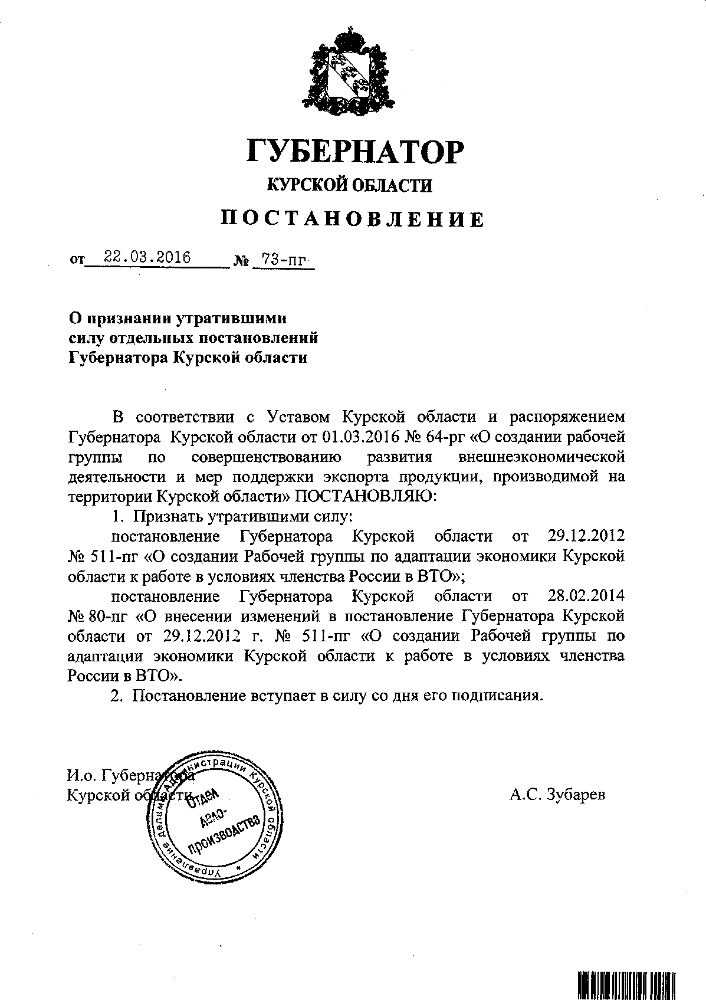 ГУБЕРНАТОР
КУРСКОЙ ОБЛАСТИ
ПОСТАНОВЛЕНИЕ
от 22.03.2016 № 73-пг
О признании утратившими
силу отдельных постановлений
Губернатора Курской области
В соответствии с Уставом Курской области и распоряжением
Губернатора Курской области от 01.03.2016 № 64-рг «О создании рабочей
группы по совершенствованию развития внешнеэкономической
деятельности и мер поддержки экспорта продукции, производимой на
территории Курской области» ПОСТАНОВЛЯЮ:
1. Признать утратившими силу:
постановление Губернатора Курской области от 29.12.2012
№ 511-пг «О создании Рабочей группы по адаптации экономики Курской
области к работе в условиях членства России в ВТО»;
постановление Губернатора Курской области от 28.02.2014
№ 80-пг «О внесении изменений в постановление Губернатора Курской
области от 29.12.2012 г. № 511-пг «О создании Рабочей группы по
адаптации экономики Курской области к работе в условиях членства
России в ВТО».
2. Постановление вступает в силу со дня его подписания.
И.о. Губернатора
Курской области
А.С. Зубарев
Управление делами Администрации Курской области *
Отдел
дело-
производства